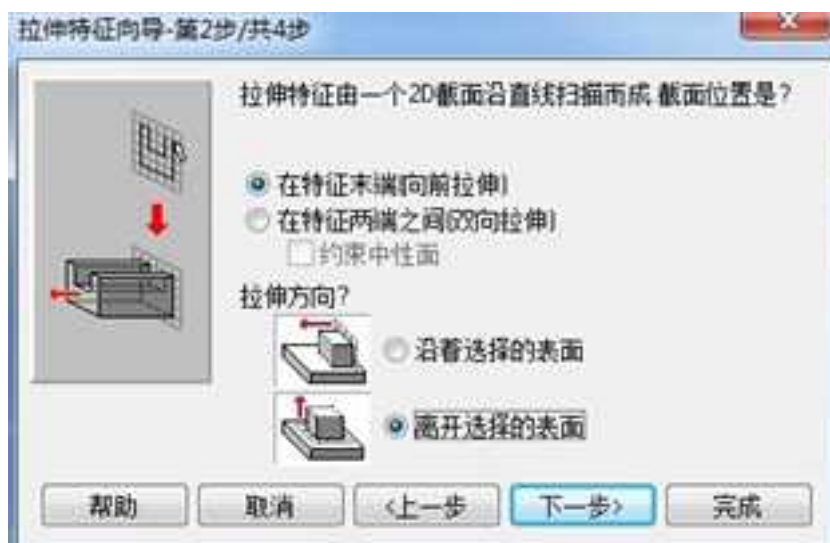 拉伸特征向导-第2步/共4步
拉伸特征由一个2D截面沿直线扫描而成 截面位置是?
在特征末端(向前拉伸)
在特征两端之间(双向拉伸)
约束中性面
拉伸方向?
沿着选择的表面
离开选择的表面
帮助
取消
<上一步
下一步>
完成